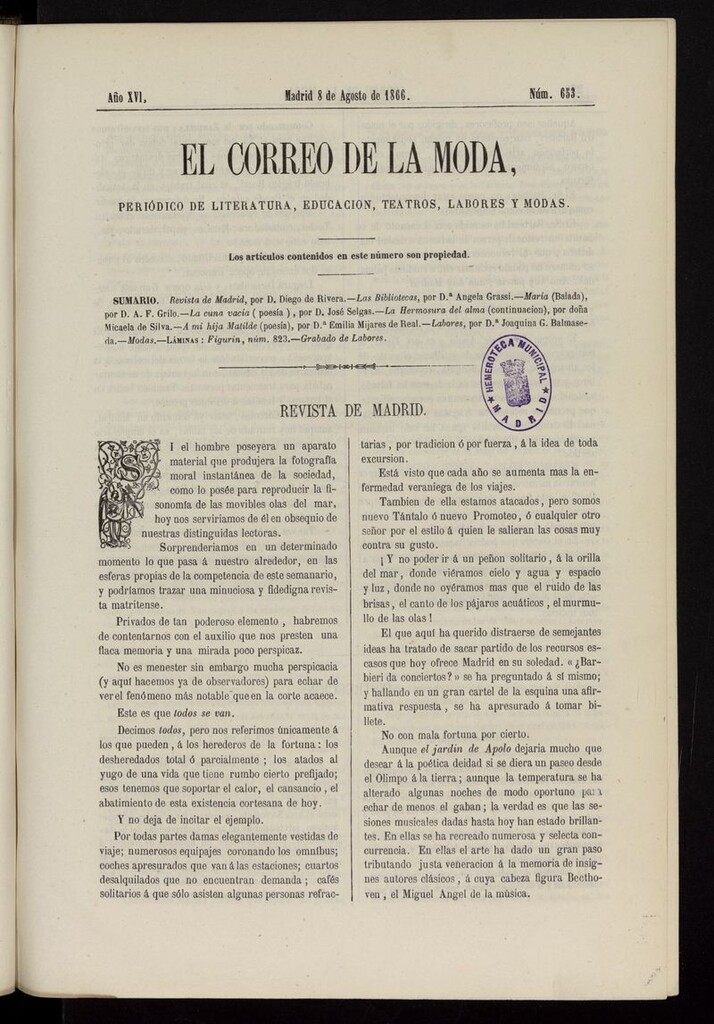 Año XVI,
Madrid 8 de Agosto de 1866.
Núm. 653.
EL CORREO DE LA MODA,
PERIÓDICO DE LITERATURA, EDUCACION, TEATROS, LABORES Y MODAS.
Los artículos contenidos en este número son propiedad.
SUMARIO. Revista de Madrid, por D. Diego de Rivera.—Las Bibliotecas, por D.ª Angela Grassi.—María (Balada),
por D. A. F. Grilo.—La cuna vacía ( poesía ) , por D. José Selgas.—La Hermosura del alma (continuacion), por doña
Micaela de Silva.—A mi hija Matilde (poesía), por D.ª Emilia Mijares de Real.—Labores, por D.ª Joaquina G. Balmase-
da.—Modas.—LÁMINAS : Figurin, núm. 823.—Grabado de Labores.
HEMEROTECA MUNICIPAL
MADRID
REVISTA DE MADRID.
SI el hombre poseyera un aparato
material que produjera la fotografía
moral instantánea de la sociedad,
como lo posée para reproducir la fi-
sonomía de las movibles olas del mar,
hoy nos serviriamos de él en obsequio de
nuestras distinguidas lectoras.
Sorprenderiamos en un determinado
momento lo que pasa á nuestro alrededor, en las
esferas propias de la competencia de este semanario,
y podríamos trazar una minuciosa y fidedigna revis-
ta matritense.
Privados de tan poderoso elemento , habremos
de contentarnos con el auxilio que nos presten una
flaca memoria y una mirada poco perspicaz.
No es menester sin embargo mucha perspicacia
(y aquí hacemos ya de observadores) para echar de
ver el fenómeno más notable que en la corte acaece.
Este es que todos se van.
Decimos todos, pero nos referimos únicamente á
los que pueden , á los herederos de la fortuna : los
desheredados total ó parcialmente ; los atados al
yugo de una vida que tiene rumbo cierto prefijado;
esos tenemos que soportar el calor, el cansancio , el
abatimiento de esta existencia cortesana de hoy.
Y no deja de incitar el ejemplo.
Por todas partes damas elegantemente vestidas de
viaje; numerosos equipajes coronando los omnibus;
coches apresurados que van á las estaciones; cuartos
desalquilados que no encuentran demanda ; cafés
solitarios á que sólo asisten algunas personas refrac-
tarias , por tradicion ó por fuerza , á la idea de toda
excursion.
Está visto que cada año se aumenta mas la en-
fermedad veraniega de los viajes.
Tambien de ella estamos atacados, pero somos
nuevo Tántalo ó nuevo Prometeo, ó cualquier otro
señor por el estilo á quien le salieran las cosas muy
contra su gusto.
¡ Y no poder ir á un peñon solitario , á la orilla
del mar, donde viéramos cielo y agua y espacio
y luz, donde no oyéramos mas que el ruido de las
brisas, el canto de los pájaros acuáticos , el murmu-
llo de las olas !
El que aquí ha querido distraerse de semejantes
ideas ha tratado de sacar partido de los recursos es-
casos que hoy ofrece Madrid en su soledad. « ¿Bar-
bieri da conciertos? » se ha preguntado á sí mismo;
y hallando en un gran cartel de la esquina una afir-
mativa respuesta , se ha apresurado á tomar bi-
llete.
No con mala fortuna por cierto.
Aunque el jardin de Apolo dejaria mucho que
desear á la poética deidad si se diera un paseo desde
el Olimpo á la tierra ; aunque la temperatura se ha
alterado algunas noches de modo oportuno para
echar de menos el gaban; la verdad es que las se-
siones musicales dadas hasta hoy han estado brillan-
tes. En ellas se ha recreado numerosa y selecta con-
currencia. En ellas el arte ha dado un gran paso
tributando justa veneracion á la memoria de insig-
nes autores clásicos , á cuya cabeza figura Beetho-
ven , el Miguel Angel de la música.